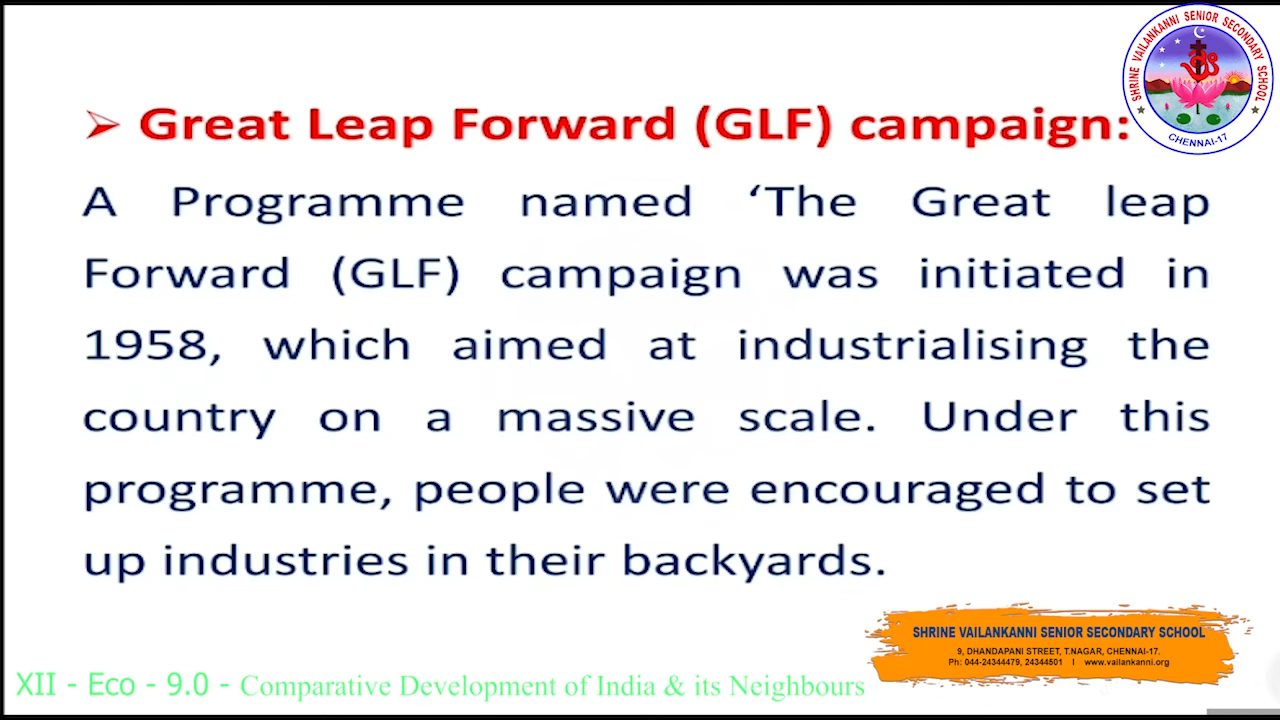 SHRINE VAILANKANNI SENIOR SECONDARY SCHOOL
CHENNAI-17
➢ Great Leap Forward (GLF) campaign:
A Programme named ‘The Great leap
Forward (GLF) campaign was initiated in
1958, which aimed at industrialising the
country on a massive scale. Under this
programme, people were encouraged to set
up industries in their backyards.
SHRINE VAILANKANNI SENIOR SECONDARY SCHOOL
9, DHANDAPANI STREET, T.NAGAR, CHENNAI-17.
Ph: 044-24344479, 24344501 | www.vailankanni.org
XII - Eco - 9.0 - Comparative Development of India & its Neighbours